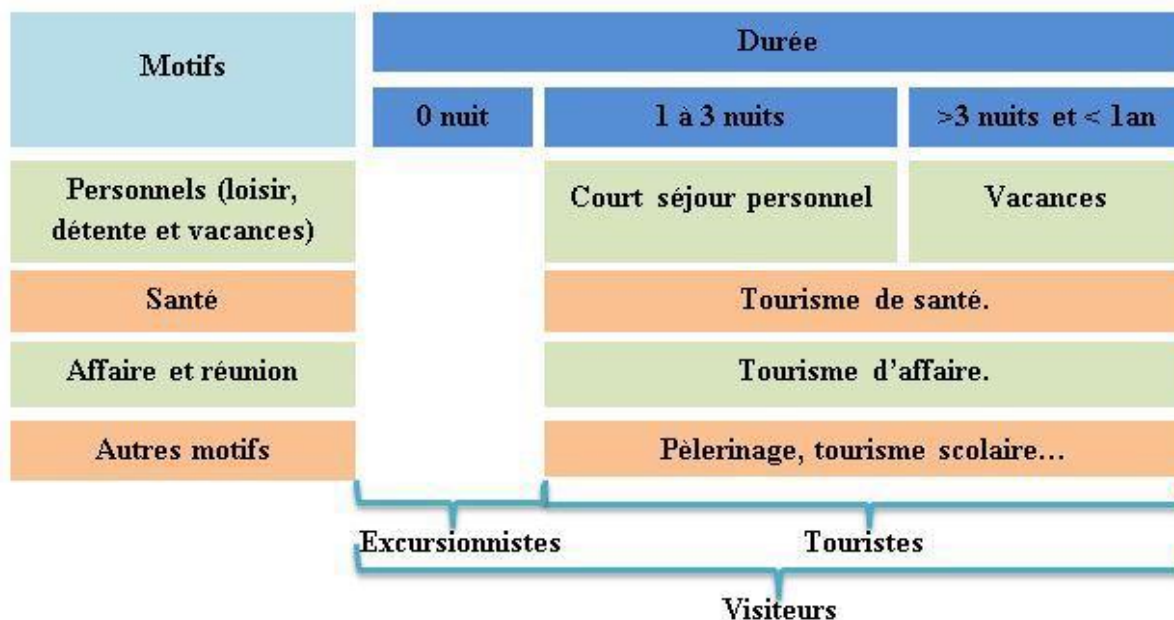 Motifs
Durée
0 nuit
1 à 3 nuits
>3 nuits et < 1an
Personnels (loisir,
détente et vacances)
Court séjour personnel
Vacances
Santé
Tourisme de santé.
Affaire et réunion
Tourisme d’affaire.
Autres motifs
Pèlerinage, tourisme scolaire…
Excursionnistes
Touristes
Visiteurs